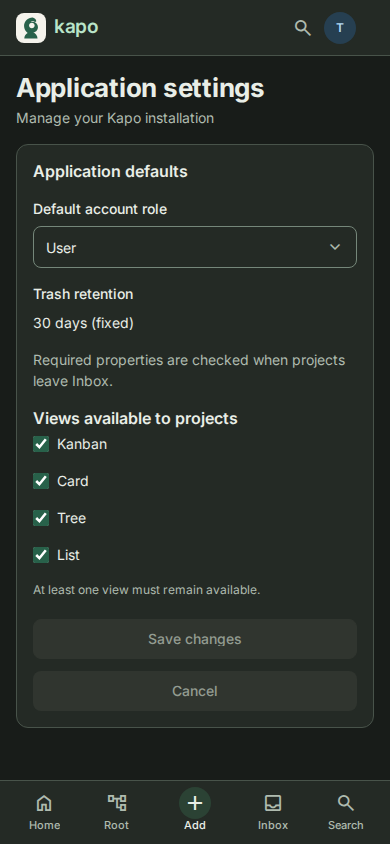 kapo
T
Application settings
Manage your Kapo installation
Application defaults
Default account role
User
Trash retention
30 days (fixed)
Required properties are checked when projects
leave Inbox.
Views available to projects
Kanban
Card
Tree
List
At least one view must remain available.
Save changes
Cancel
Home
Root
Add
Inbox
Search